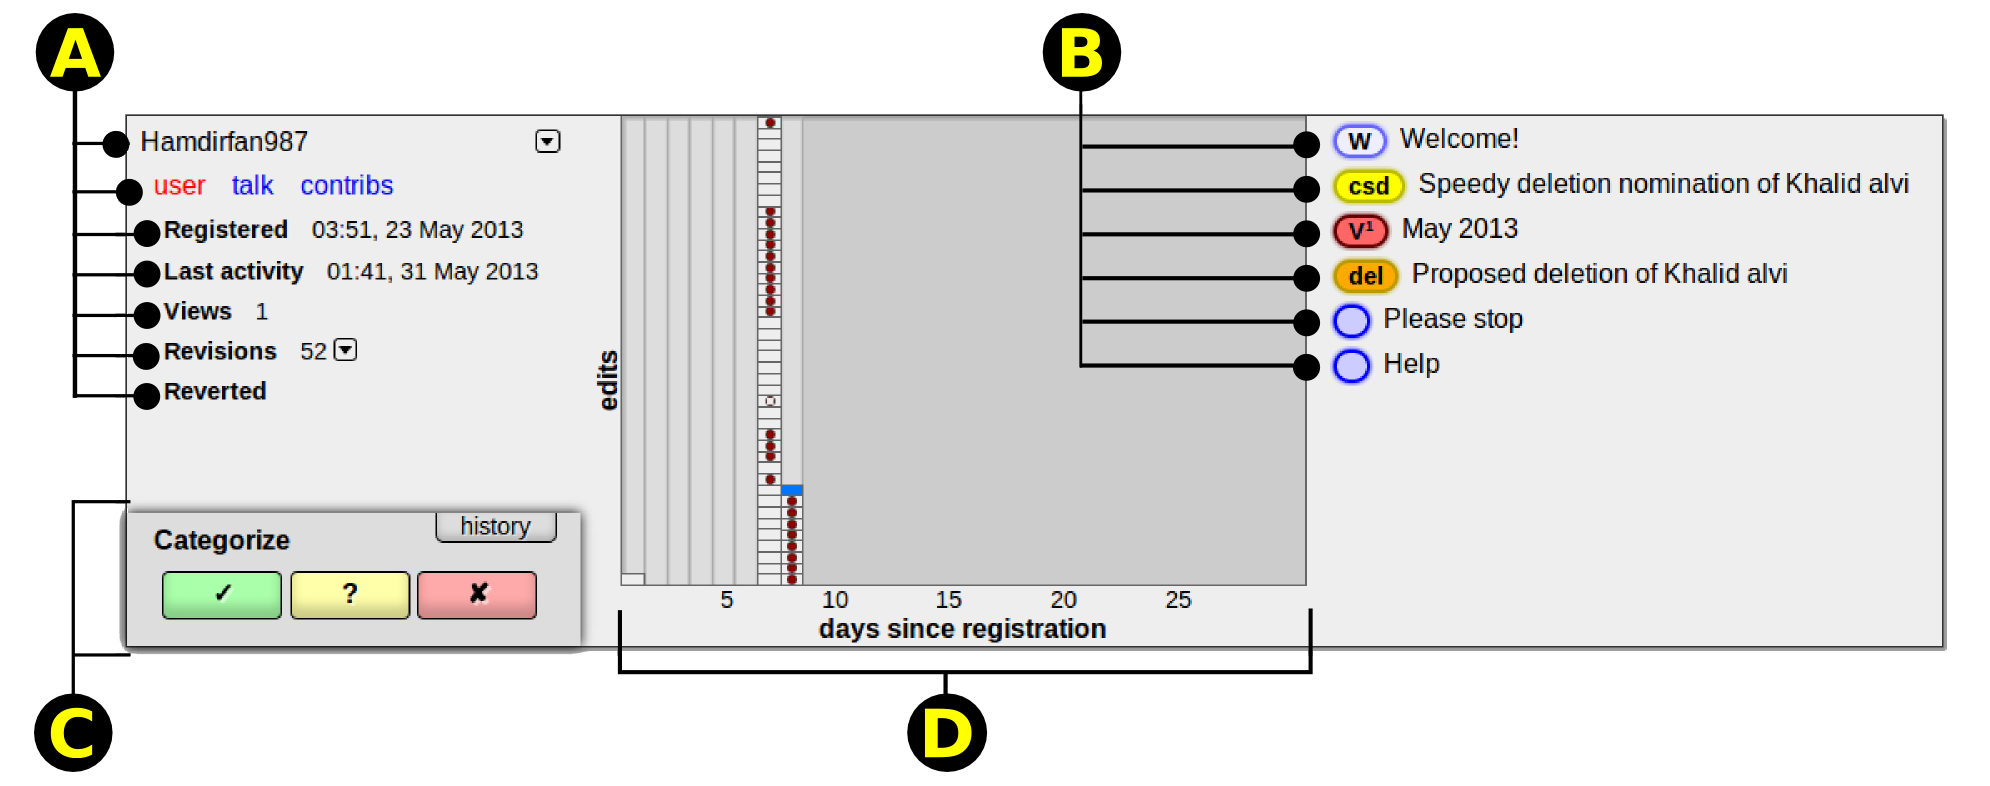 A
B
Hamdirfan987
user talk contribs
Registered 03:51, 23 May 2013
Last activity 01:41, 31 May 2013
Views 1
Revisions 52
Reverted
Categorize
history
✓ ? ✘
edits
5 10 15 20 25
days since registration
W Welcome!
csd Speedy deletion nomination of Khalid alvi
V¹ May 2013
del Proposed deletion of Khalid alvi
Please stop
Help
C
D